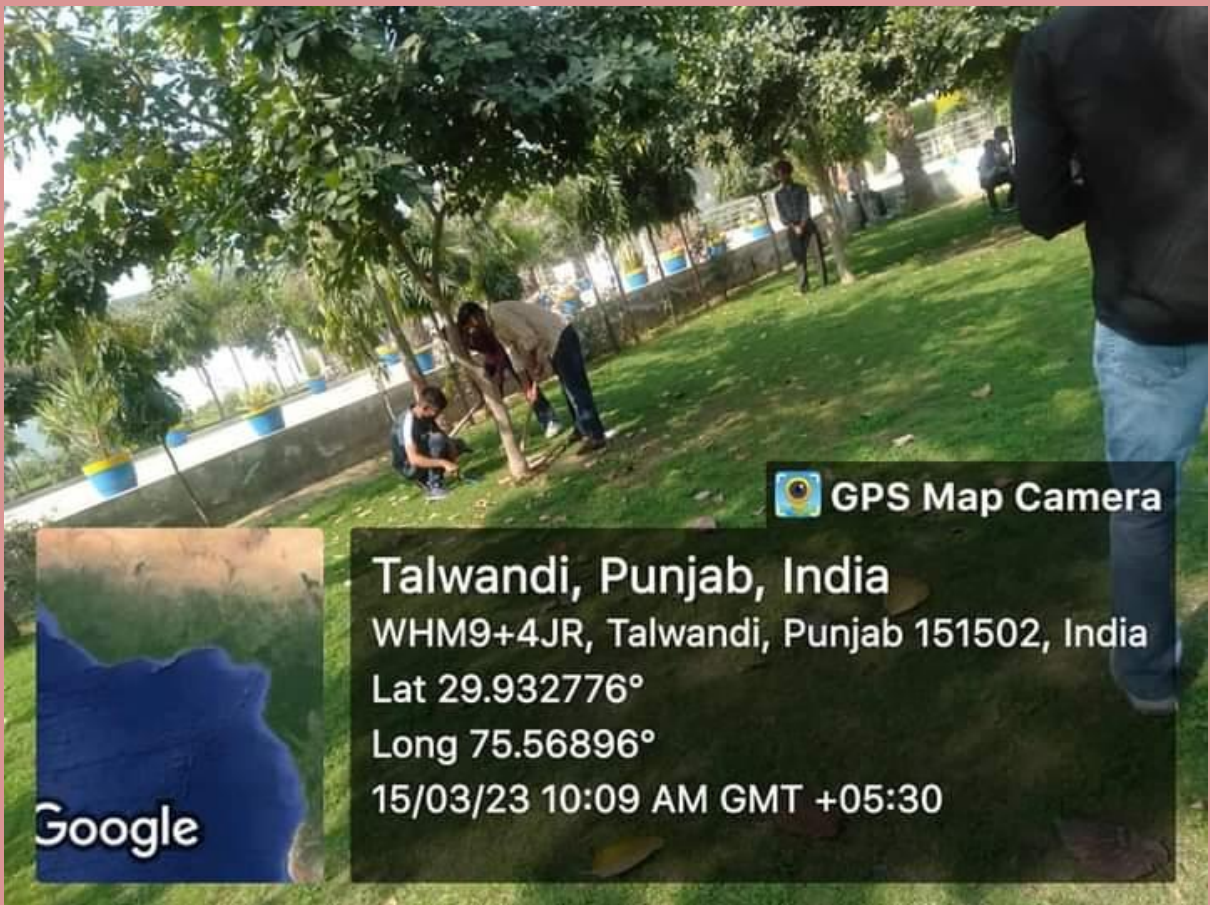 GPS Map Camera
Talwandi, Punjab, India
WHM9+4JR, Talwandi, Punjab 151502, India
Lat 29.932776°
Long 75.56896°
15/03/23 10:09 AM GMT +05:30
Google